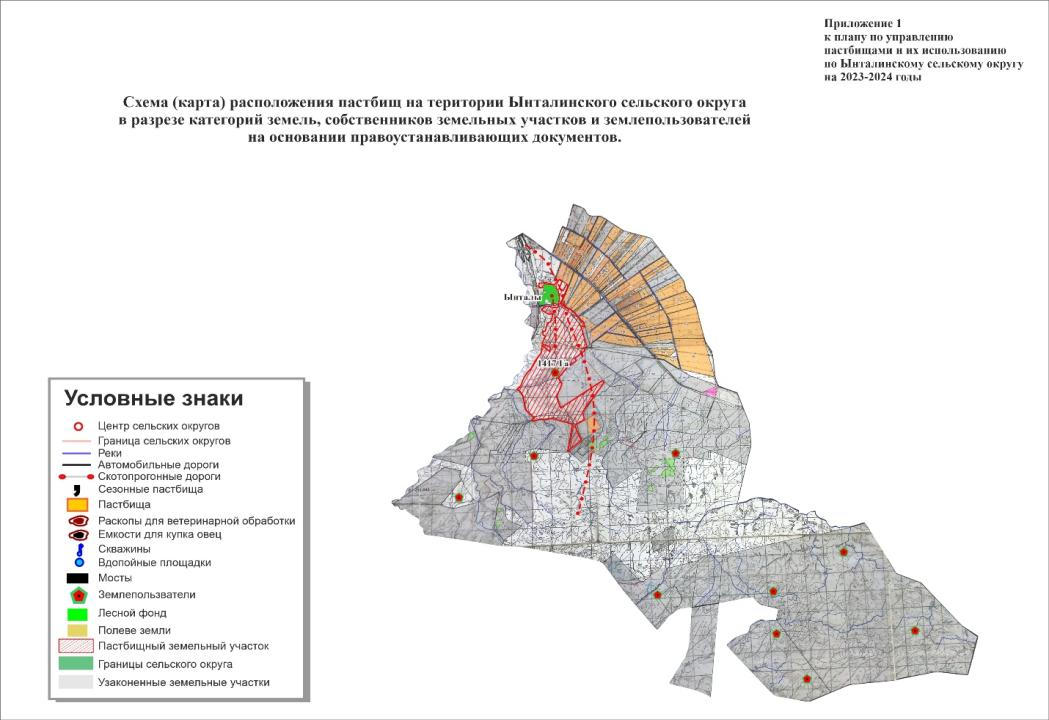 Приложение 1
к плану по управлению
пастбищами и их использованию
по Ынталинскому сельскому округу
на 2023-2024 годы
Схема (карта) расположения пастбищ на територии Ынталинского сельского округа
в разрезе категорий земель, собственников земельных участков и землепользователей
на основании правоустанавливающих документов.
Ынталы
1417 Га
Условные знаки
Центр сельских округов
Граница сельских округов
Реки
Автомобильные дороги
Скотопрогонные дороги
Сезонные пастбища
Пастбища
Раскопы для ветеринарной обработки
Емкости для купка овец
Скважины
Вдопойные площадки
Мосты
Землепользватели
Лесной фонд
Полеве земли
Пастбищный земельный участок
Границы сельского округа
Узаконенные земельные участки